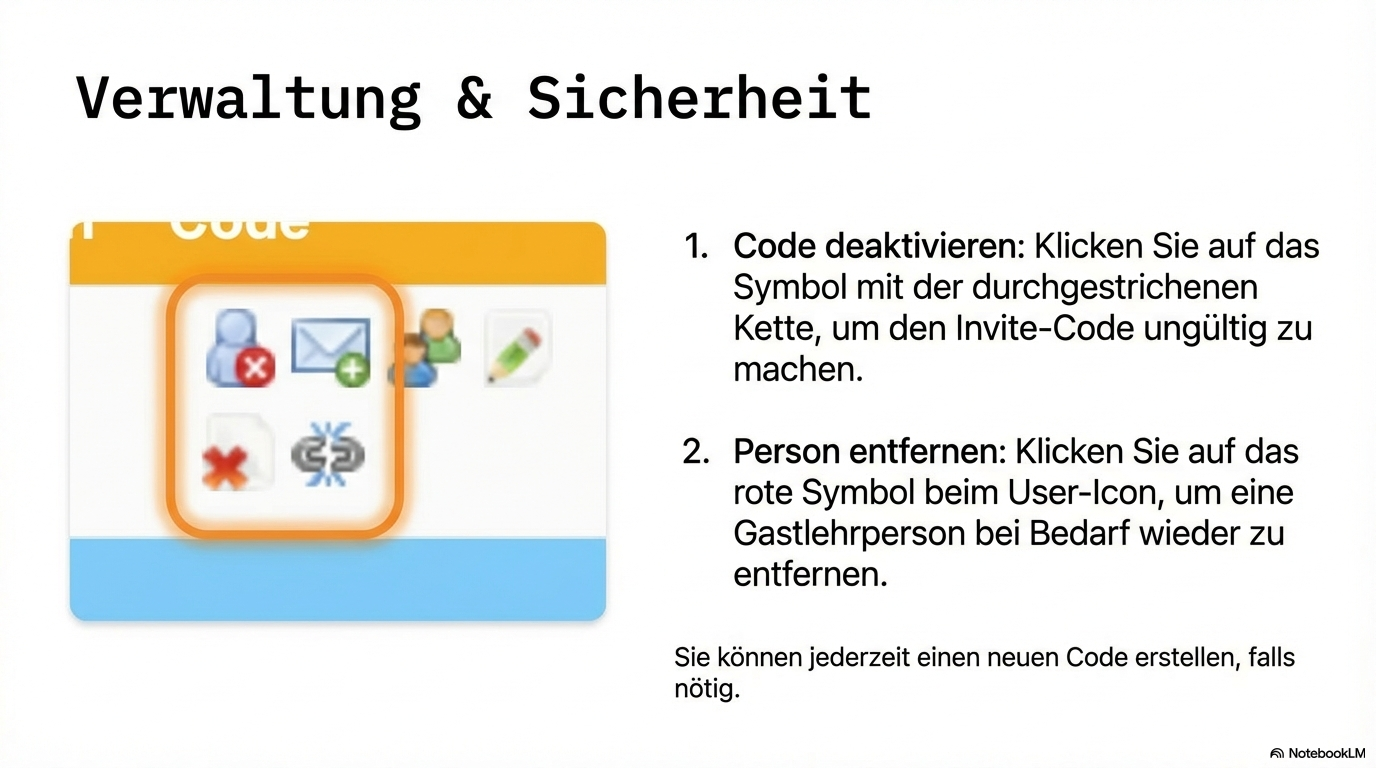 Verwaltung & Sicherheit
Code
1. Code deaktivieren: Klicken Sie auf das
Symbol mit der durchgestrichenen
Kette, um den Invite-Code ungültig zu
machen.
2. Person entfernen: Klicken Sie auf das
rote Symbol beim User-Icon, um eine
Gastlehrperson bei Bedarf wieder zu
entfernen.
Sie können jederzeit einen neuen Code erstellen, falls
nötig.
NotebookLM